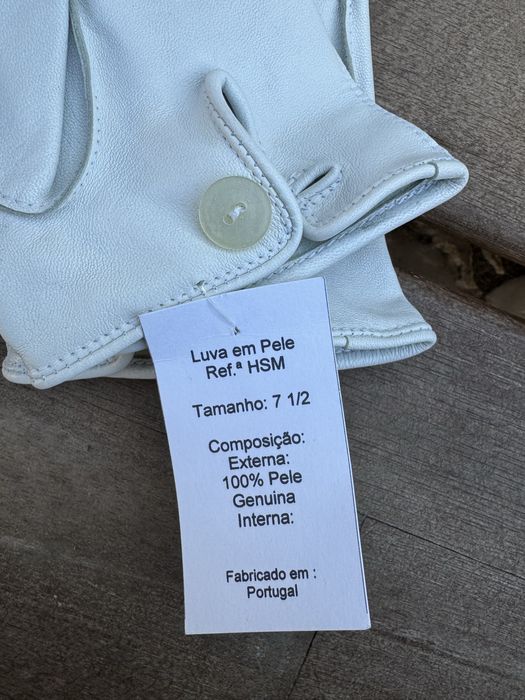 Luva em Pele
Ref.ª HSM
Tamanho: 7 1/2
Composição:
Externa:
100% Pele
Genuina
Interna:
Fabricado em :
Portugal